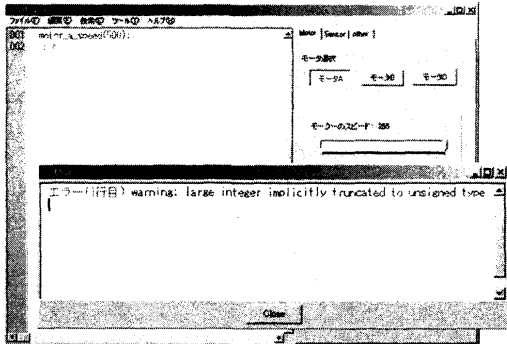 ファイル(F) 編集(E) 検索(S) ツール(T) ヘルプ(H)
001 motor_a_speed(500);
002
Motor Sensor other
モータ選択
モータA モータB モータC
モーターのスピード: 255
エラー(1行目) warning: large integer implicitly truncated to unsigned type
Close